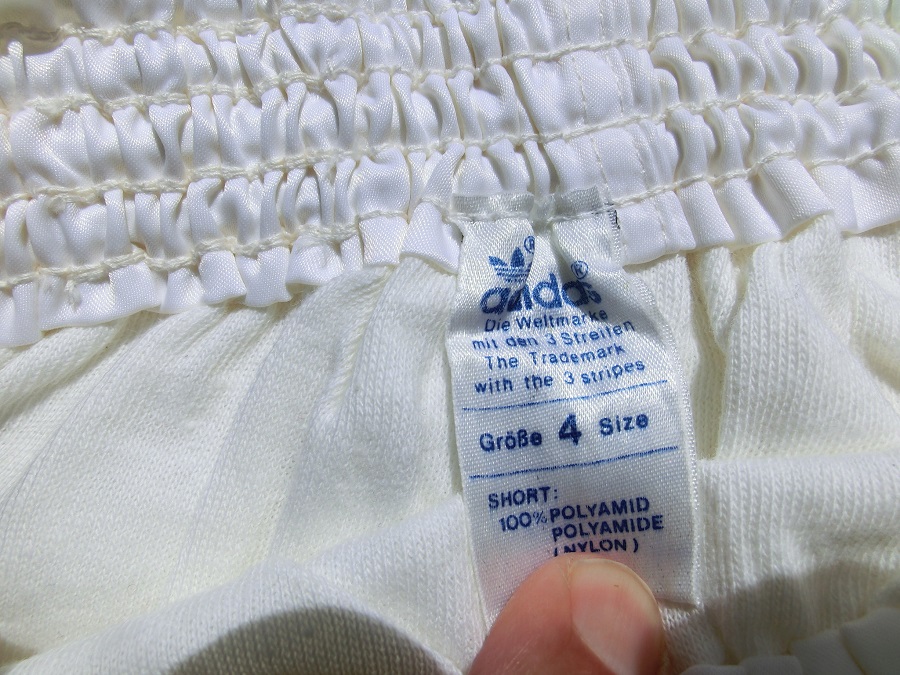 ®
adidas®
Die Weltmarke
mit den 3 Streifen
The Trademark
with the 3 stripes
Größe 4 Size
SHORT:
100% POLYAMID
POLYAMIDE
(NYLON)